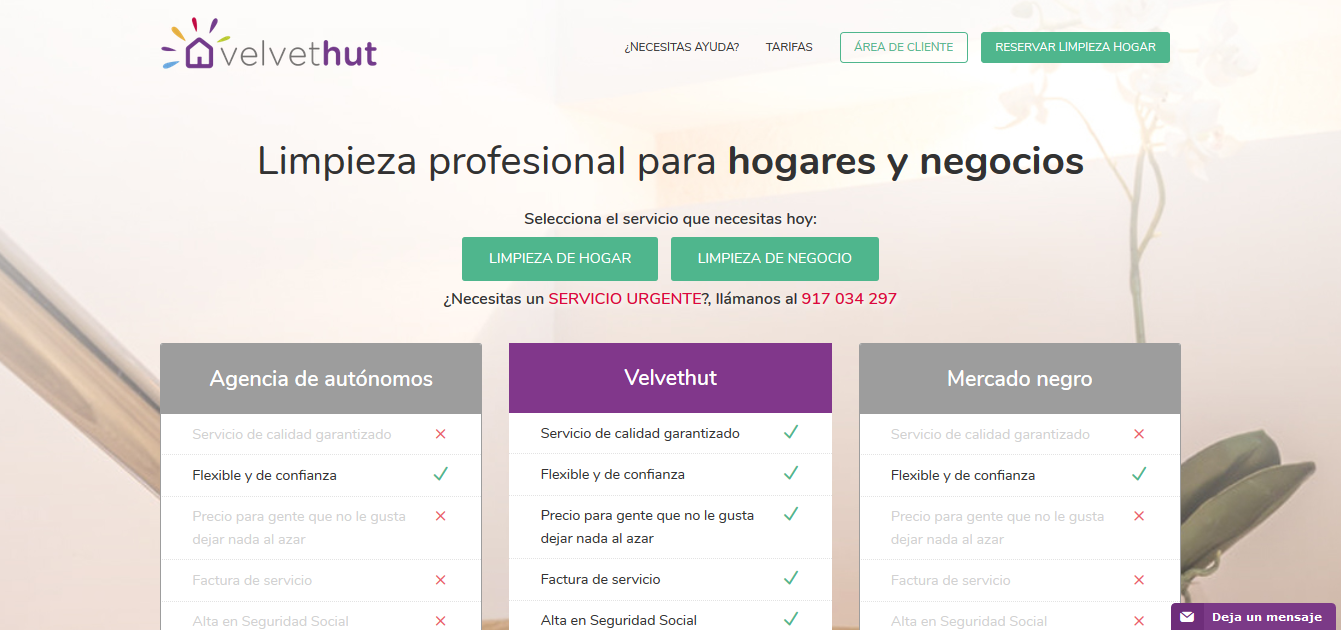 velvethut
¿NECESITAS AYUDA?
TARIFAS
ÁREA DE CLIENTE
RESERVAR LIMPIEZA HOGAR
Limpieza profesional para hogares y negocios
Selecciona el servicio que necesitas hoy:
LIMPIEZA DE HOGAR
LIMPIEZA DE NEGOCIO
¿Necesitas un SERVICIO URGENTE?, llámanos al 917 034 297
Agencia de autónomos
Servicio de calidad garantizado
Flexible y de confianza
Precio para gente que no le gusta
dejar nada al azar
Factura de servicio
Alta en Seguridad Social
Velvethut
Servicio de calidad garantizado
Flexible y de confianza
Precio para gente que no le gusta
dejar nada al azar
Factura de servicio
Alta en Seguridad Social
Mercado negro
Servicio de calidad garantizado
Flexible y de confianza
Precio para gente que no le gusta
dejar nada al azar
Factura de servicio
Alta en Seguridad Social
Deja un mensaje